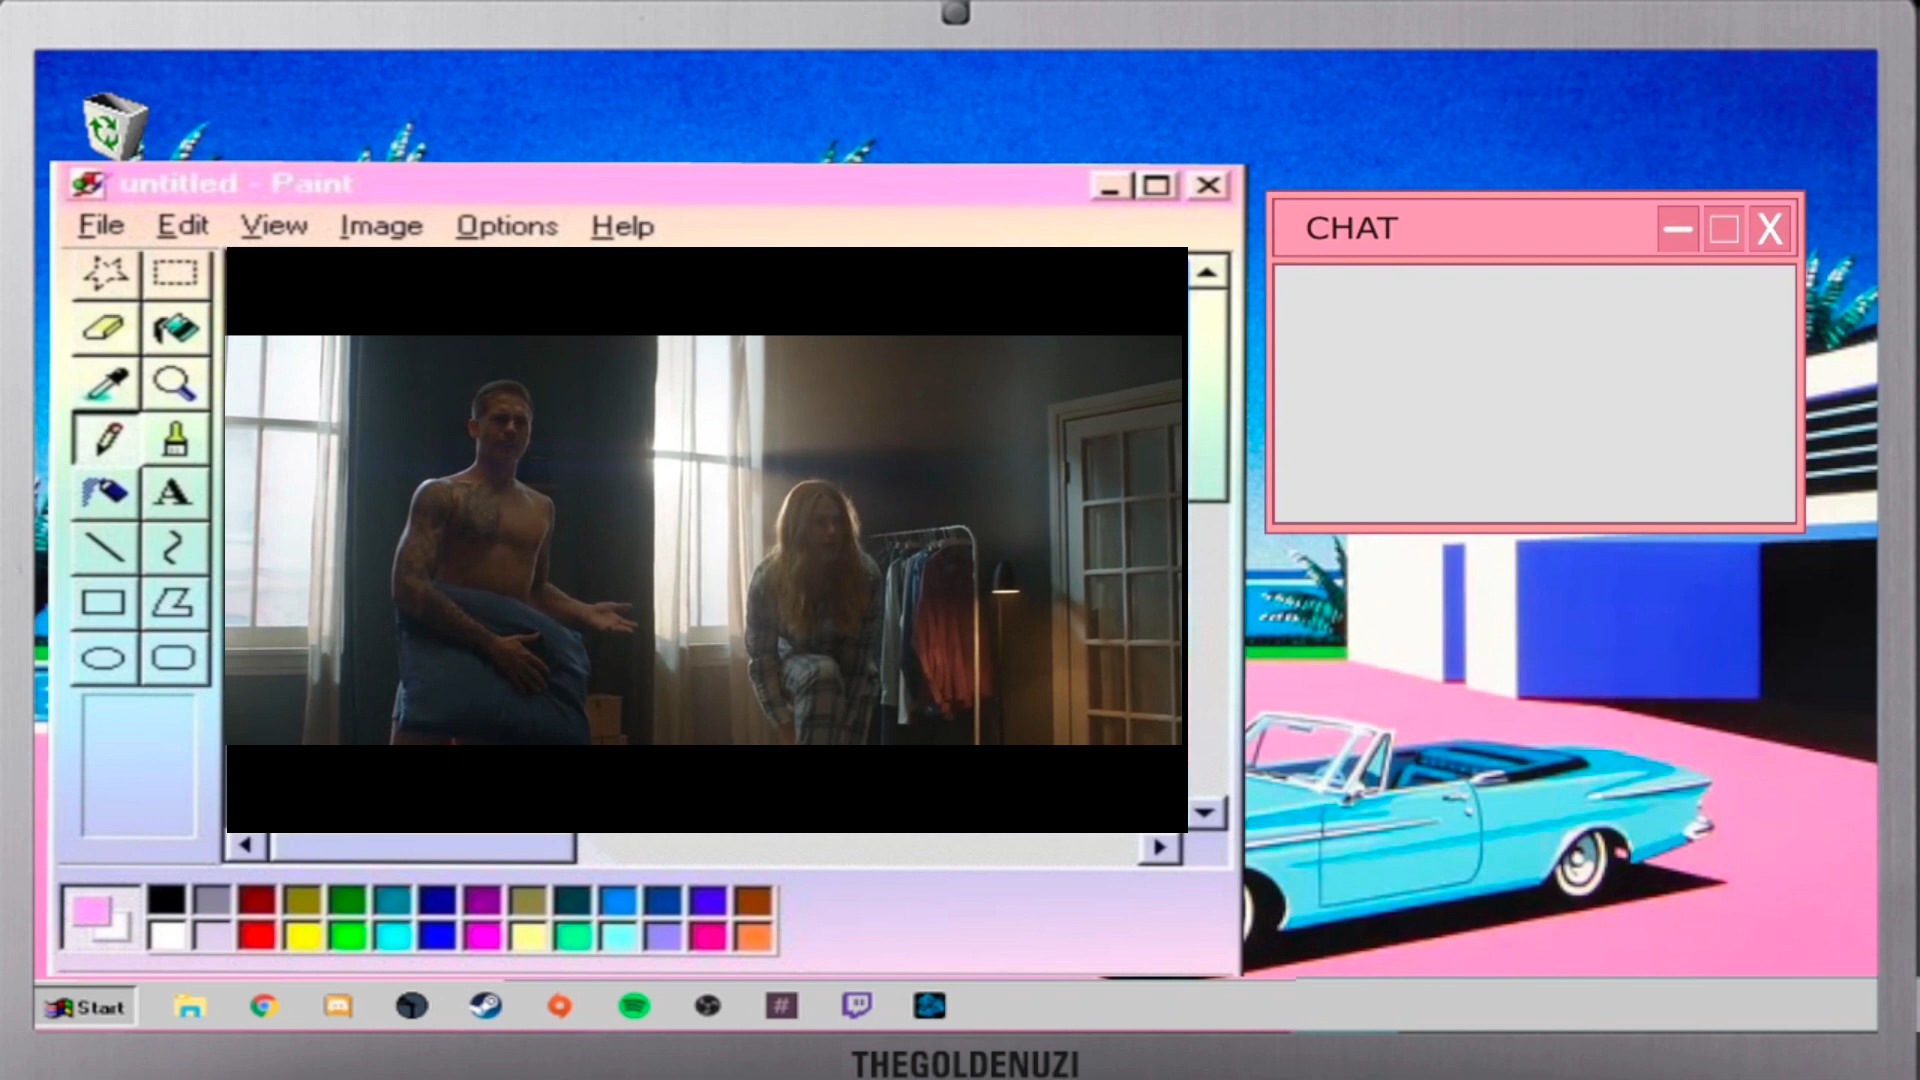 untitled - Paint
File Edit View Image Options Help
CHAT
A
Start
#
THEGOLDENUZI